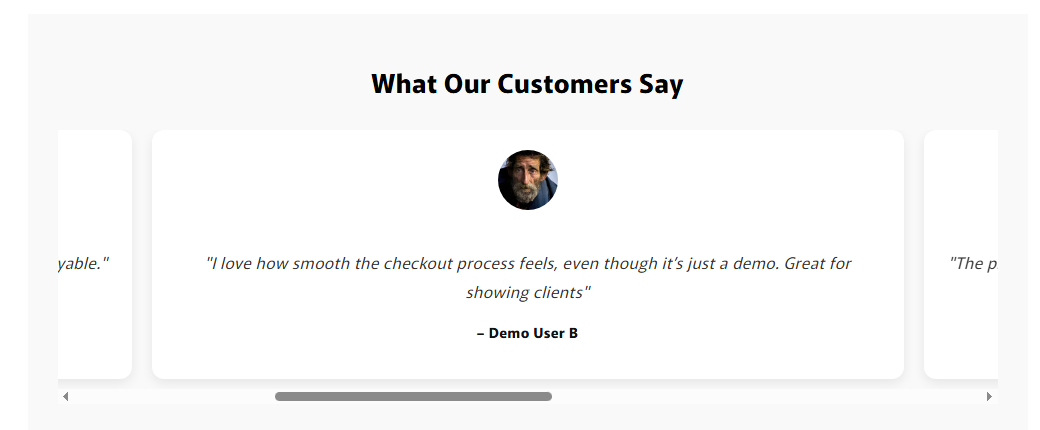 What Our Customers Say
yable."
"I love how smooth the checkout process feels, even though it's just a demo. Great for
showing clients"
– Demo User B
"The p